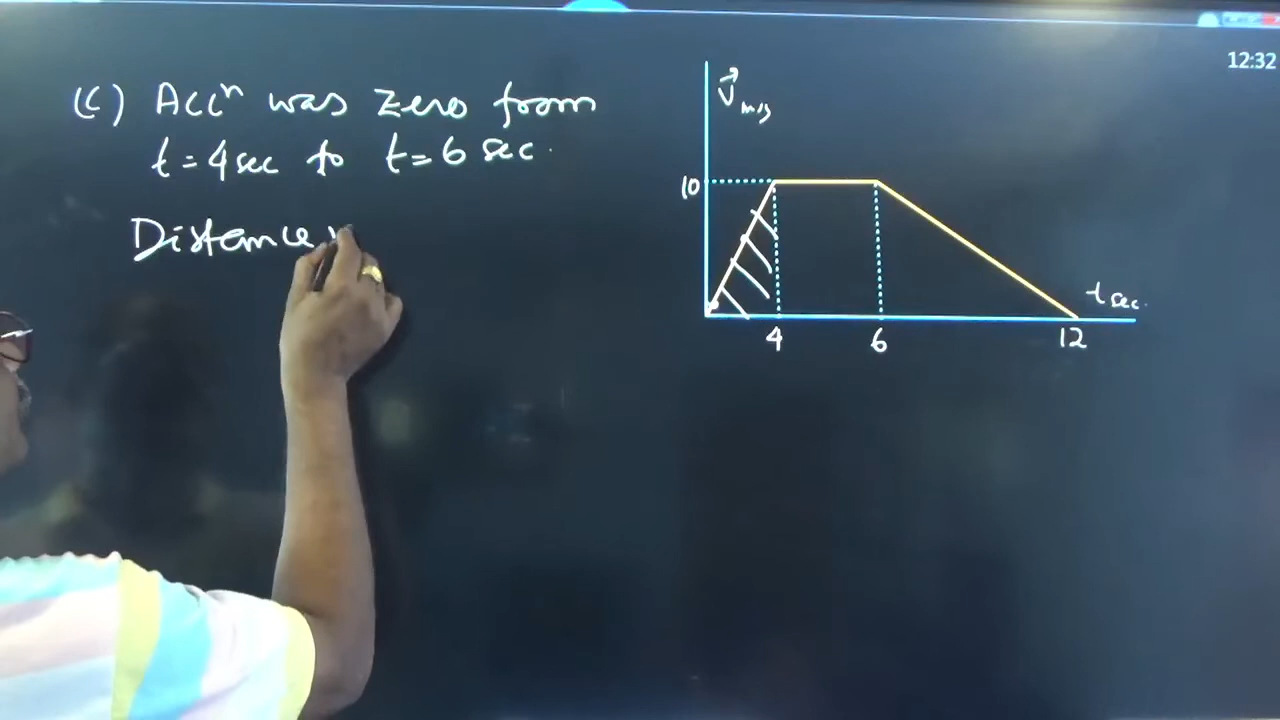 (C) Accⁿ was zero from
t = 4 sec to t = 6 sec.
Distance
12:32
V⃗ m/s
10
t sec.
4
6
12